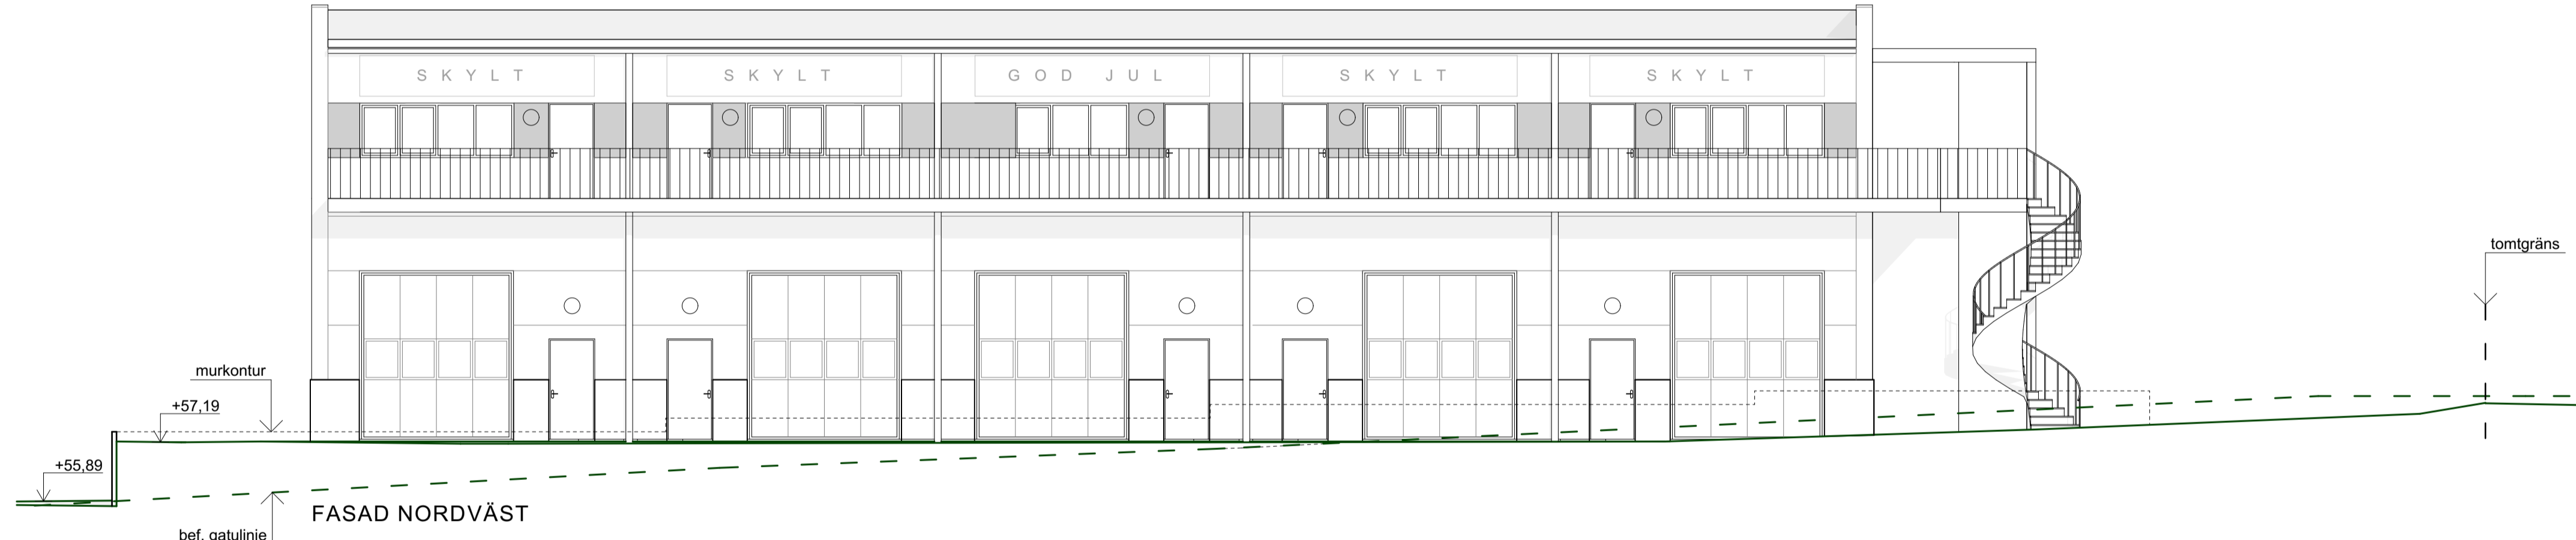 S K Y L T
S K Y L T
G O D J U L
S K Y L T
S K Y L T
tomtgräns
murkontur
+57,19
+55,89
FASAD NORDVÄST
bef. gatulinje